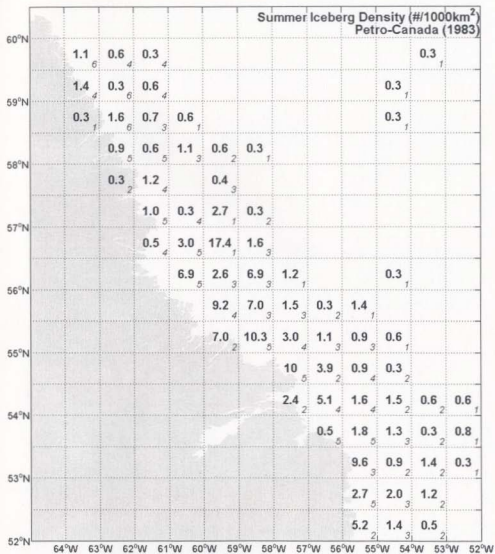 Summer Iceberg Density (#/1000km²)
Petro-Canada (1983)
60°N
1.1 6 0.6 4 0.3 4 0.3 1
1.4 4 0.3 6 0.6 4 0.3 1
59°N
0.3 1 1.6 6 0.7 3 0.6 1 0.3 1
0.9 5 0.6 5 1.1 3 0.6 2 0.3 1
58°N
0.3 2 1.2 4 0.4 3
1.0 5 0.3 4 2.7 1 0.3 2
57°N
0.5 4 3.0 5 17.4 1 1.6 3
6.9 5 2.6 3 6.9 3 1.2 1 0.3 1
56°N
9.2 4 7.0 3 1.5 3 0.3 2 1.4 1
7.0 2 10.3 5 3.0 4 1.1 3 0.9 3 0.6 1
55°N
10 5 3.9 2 0.9 4 0.3 2
2.4 2 5.1 4 1.6 4 1.5 2 0.6 2 0.6 1
54°N
0.5 5 1.8 5 1.3 3 0.3 2 0.8 1
9.6 3 0.9 2 1.4 2 0.3 1
53°N
2.7 5 2.0 3 1.2 2
5.2 2 1.4 3 0.5 2
52°N
64°W 63°W 62°W 61°W 60°W 59°W 58°W 57°W 56°W 55°W 54°W 53°W 52°W